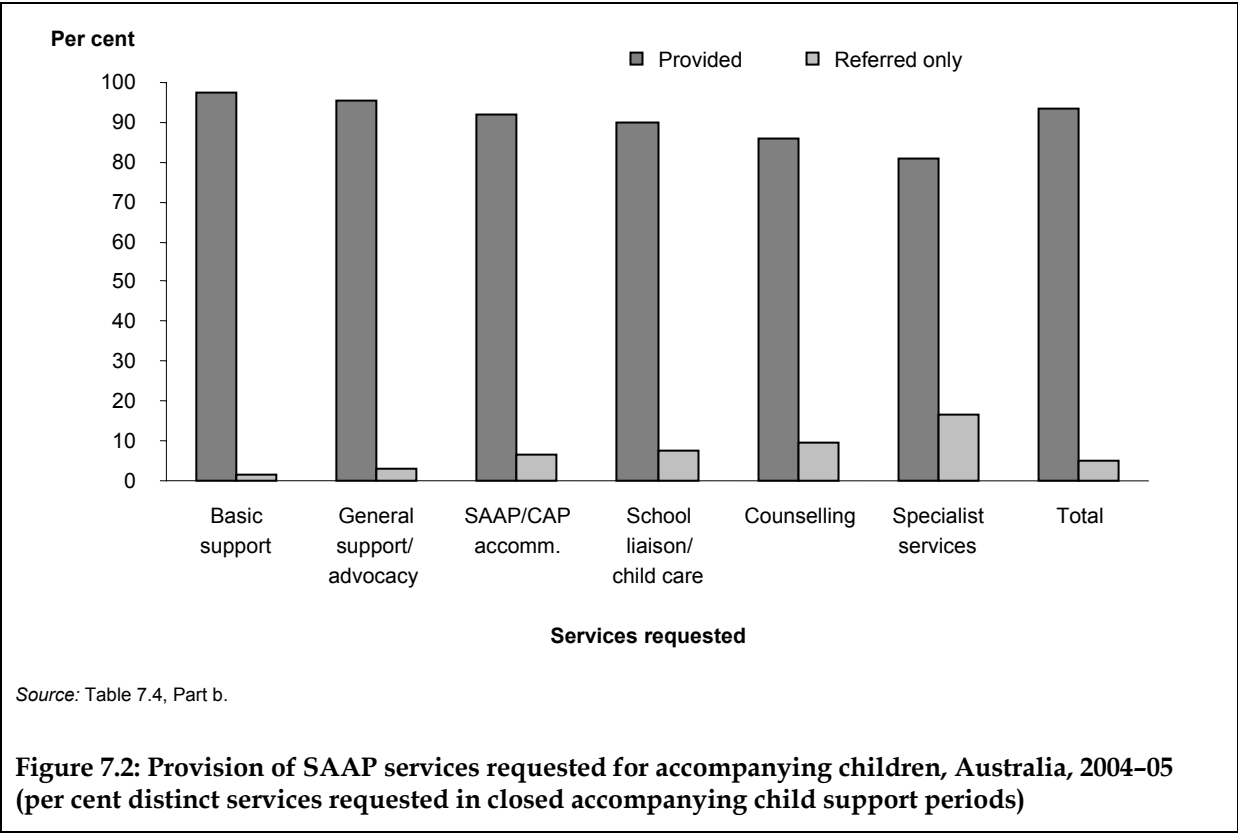 Per cent
Provided
Referred only
100
90
80
70
60
50
40
30
20
10
0
Basic support
General support/ advocacy
SAAP/CAP accomm.
School liaison/ child care
Counselling
Specialist services
Total
Services requested
Source: Table 7.4, Part b.
Figure 7.2: Provision of SAAP services requested for accompanying children, Australia, 2004–05
(per cent distinct services requested in closed accompanying child support periods)